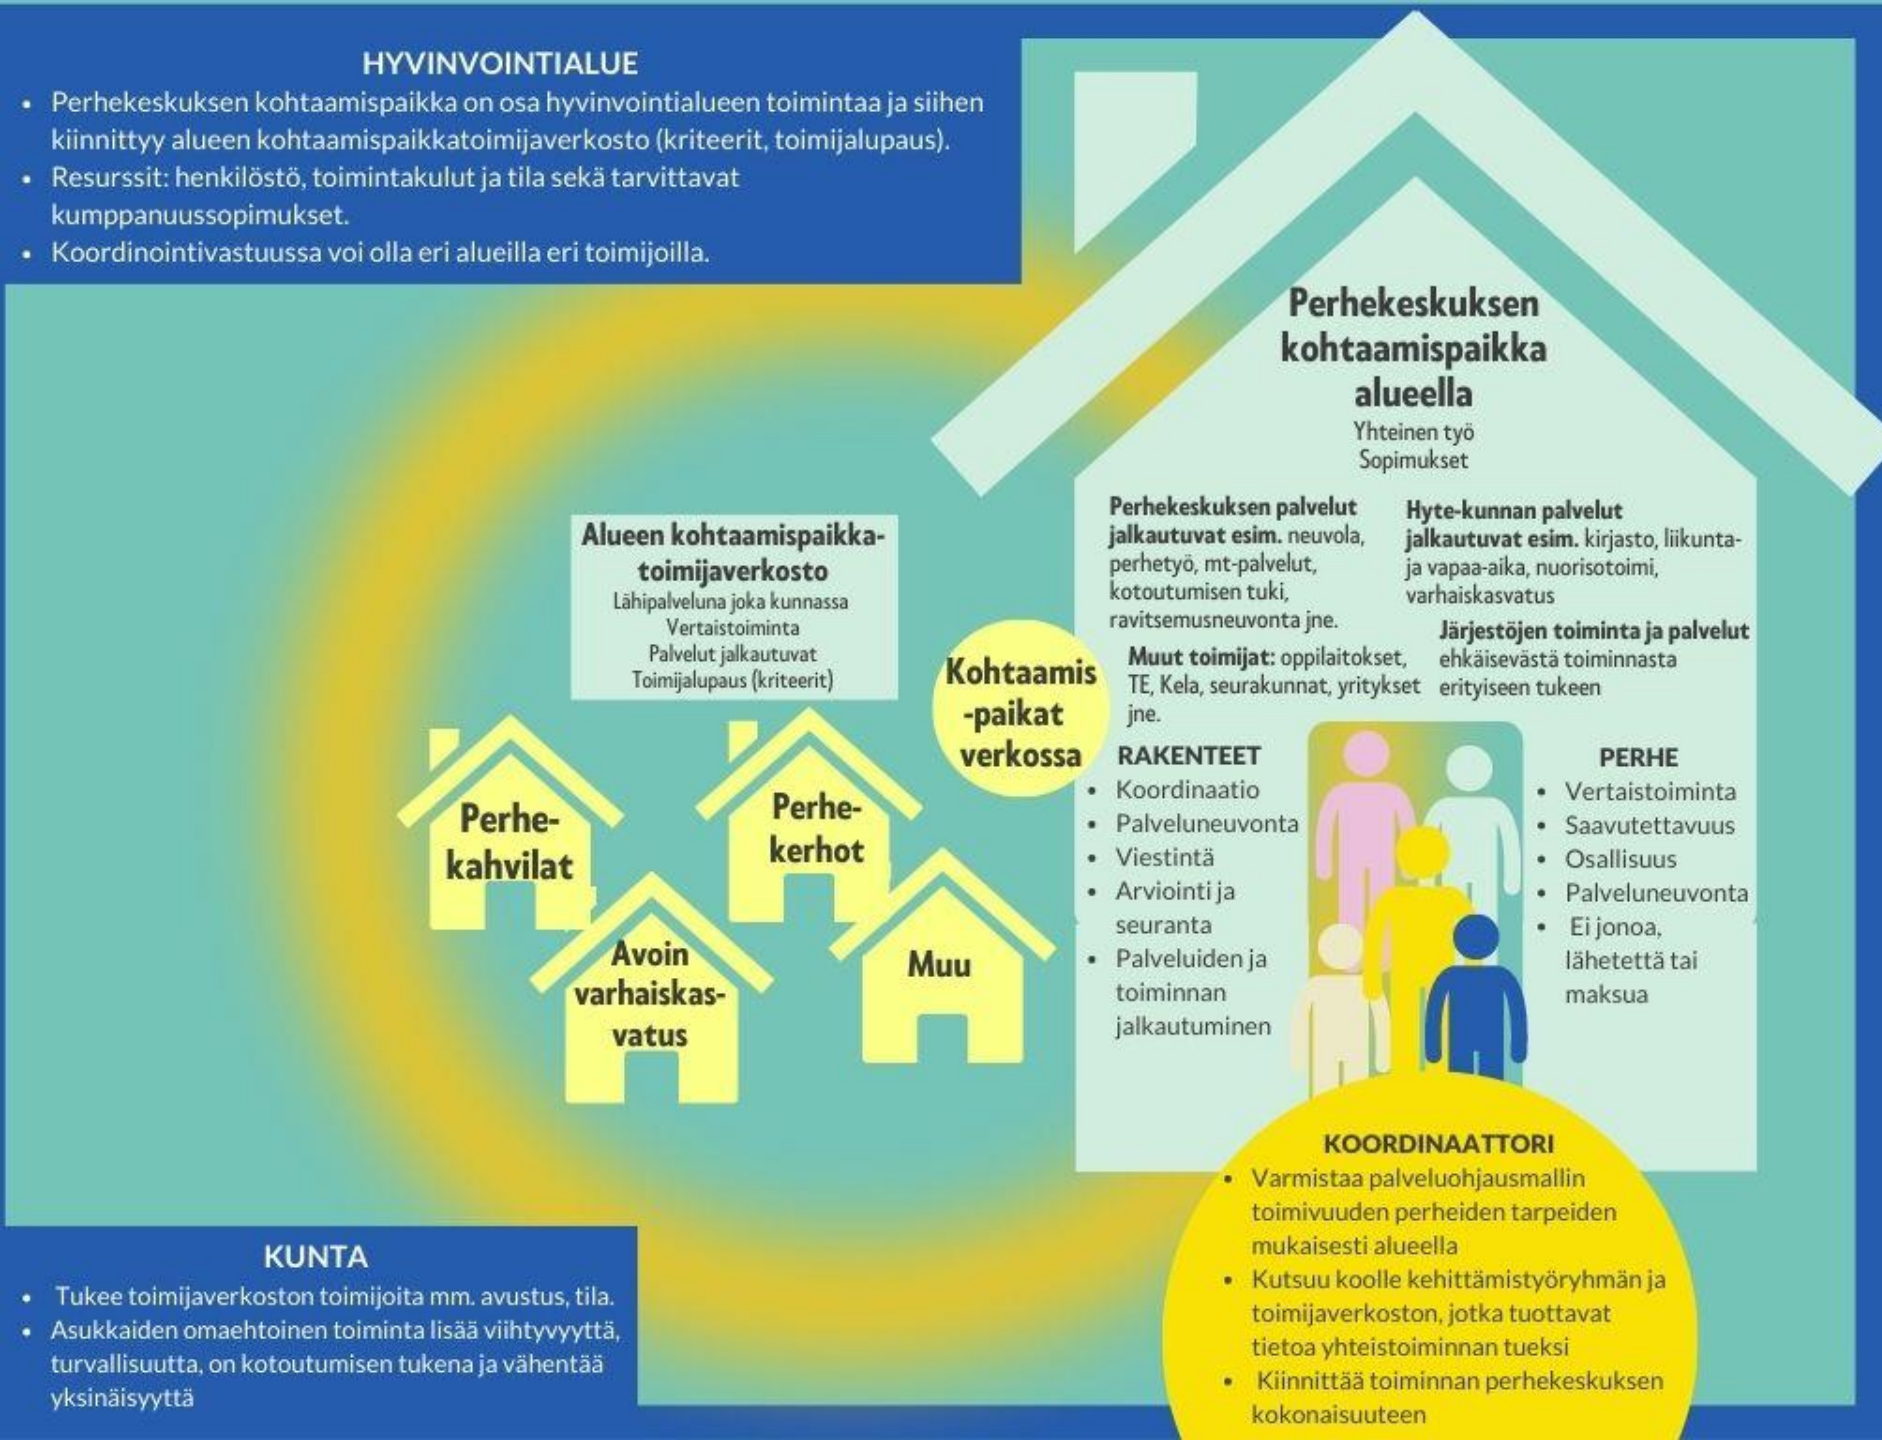 HYVINVOINTIALUE
• Perhekeskuksen kohtaamispaikka on osa hyvinvointialueen toimintaa ja siihen
kiinnittyy alueen kohtaamispaikkatoimijaverkosto (kriteerit, toimijalupaus).
• Resurssit: henkilöstö, toimintakulut ja tila sekä tarvittavat
kumppanuussopimukset.
• Koordinointivastuussa voi olla eri alueilla eri toimijoilla.
Perhekeskuksen
kohtaamispaikka
alueella
Yhteinen työ
Sopimukset
Perhekeskuksen palvelut
jalkautuvat esim. neuvola,
perhetyö, mt-palvelut,
kotoutumisen tuki,
ravitsemusneuvonta jne.
Hyte-kunnan palvelut
jalkautuvat esim. kirjasto, liikunta-
ja vapaa-aika, nuorisotoimi,
varhaiskasvatus
Muut toimijat: oppilaitokset,
TE, Kela, seurakunnat, yritykset
jne.
Järjestöjen toiminta ja palvelut
ehkäisevästä toiminnasta
erityiseen tukeen
Alueen kohtaamispaikka-
toimijaverkosto
Lähipalveluna joka kunnassa
Vertaistoiminta
Palvelut jalkautuvat
Toimijalupaus (kriteerit)
Kohtaamis
-paikat
verkossa
Perhe-
kahvilat
Perhe-
kerhot
Avoin
varhaiskas-
vatus
Muu
RAKENTEET
• Koordinaatio
• Palveluneuvonta
• Viestintä
• Arviointi ja
seuranta
• Palveluiden ja
toiminnan
jalkautuminen
PERHE
• Vertaistoiminta
• Saavutettavuus
• Osallisuus
• Palveluneuvonta
• Ei jonoa,
lähetettä tai
maksua
KOORDINAATTORI
• Varmistaa palveluohjausmallin
toimivuuden perheiden tarpeiden
mukaisesti alueella
• Kutsuu koolle kehittämistyöryhmän ja
toimijaverkoston, jotka tuottavat
tietoa yhteistoiminnan tueksi
• Kiinnittää toiminnan perhekeskuksen
kokonaisuuteen
KUNTA
• Tukee toimijaverkoston toimijoita mm. avustus, tila.
• Asukkaiden omaehtoinen toiminta lisää viihtyvyyttä,
turvallisuutta, on kotoutumisen tukena ja vähentää
yksinäisyyttä